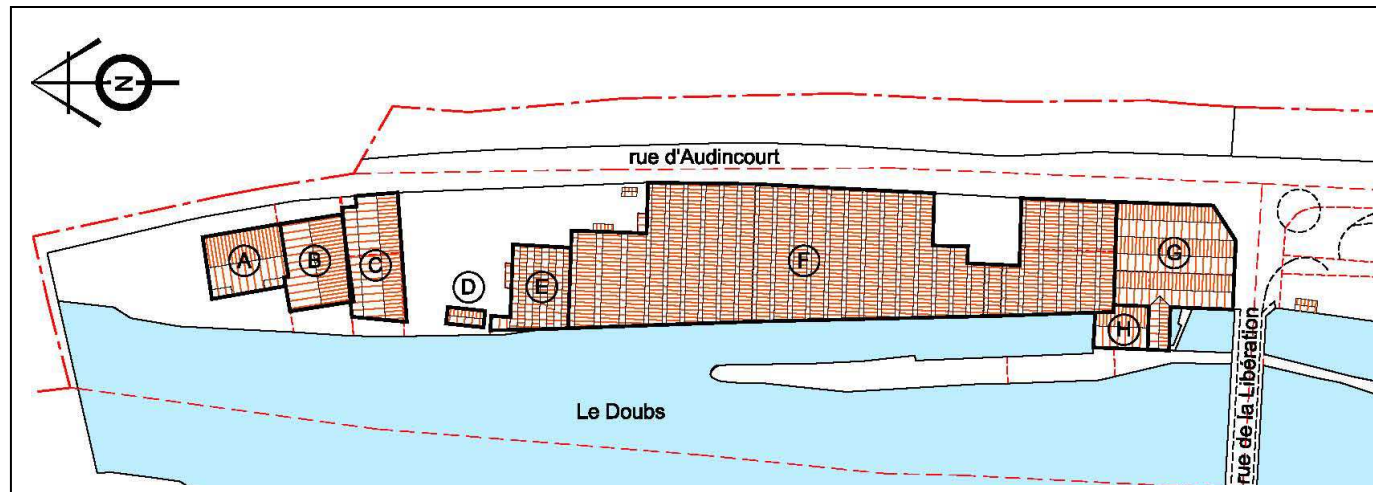 N
rue d'Audincourt
A
B
C
D
E
F
G
H
Le Doubs
rue de la Libération